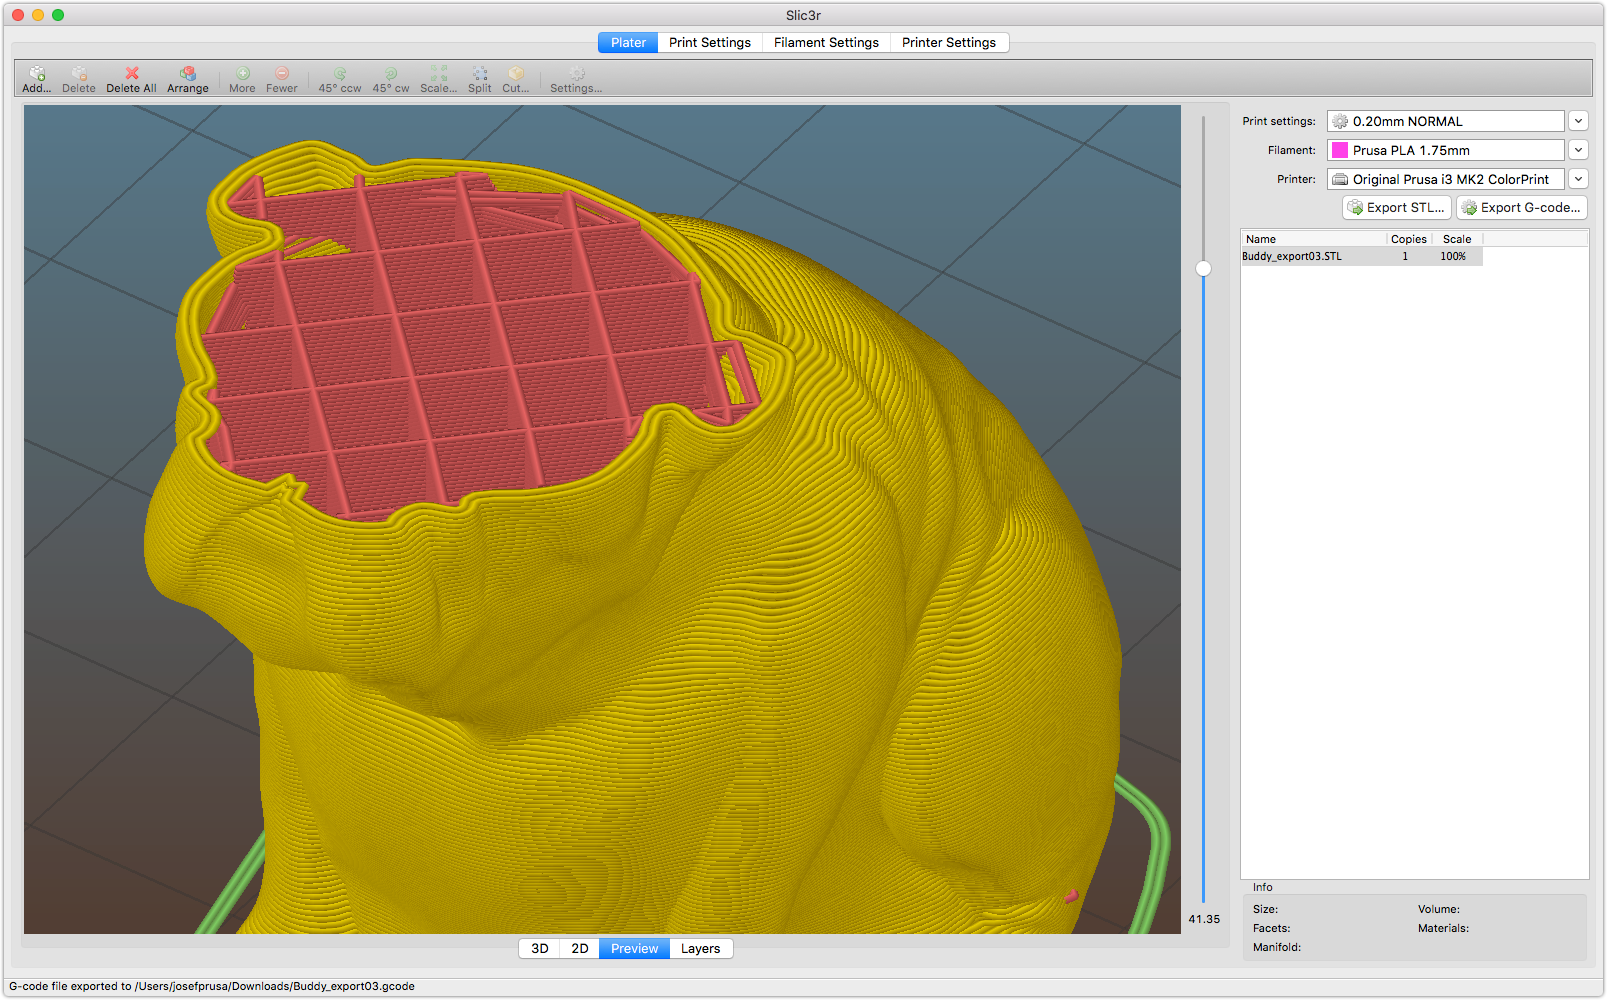 Slic3r
Plater Print Settings Filament Settings Printer Settings
Add... Delete Delete All Arrange More Fewer 45° ccw 45° cw Scale... Split Cut... Settings...
Print settings: 0.20mm NORMAL
Filament: Prusa PLA 1.75mm
Printer: Original Prusa i3 MK2 ColorPrint
Export STL... Export G-code...
Name Copies Scale
Buddy_export03.STL 1 100%
Info
Size: Volume:
Facets: Materials:
Manifold:
41.35
3D 2D Preview Layers
G-code file exported to /Users/josefprusa/Downloads/Buddy_export03.gcode